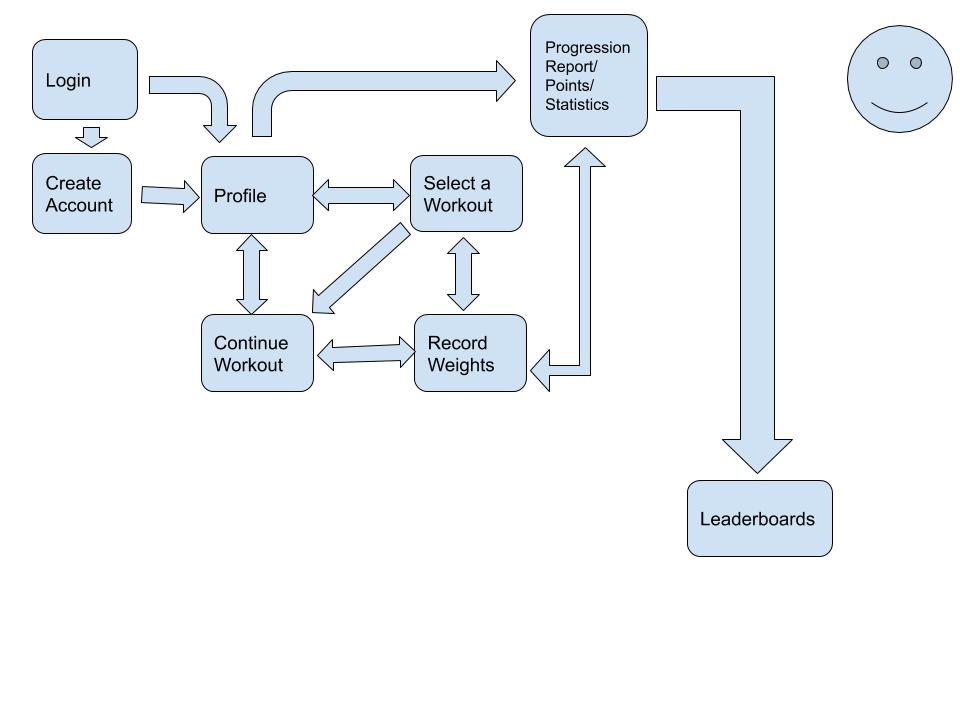 Login
Progression
Report/
Points/
Statistics
Create
Account
Profile
Select a
Workout
Continue
Workout
Record
Weights
Leaderboards